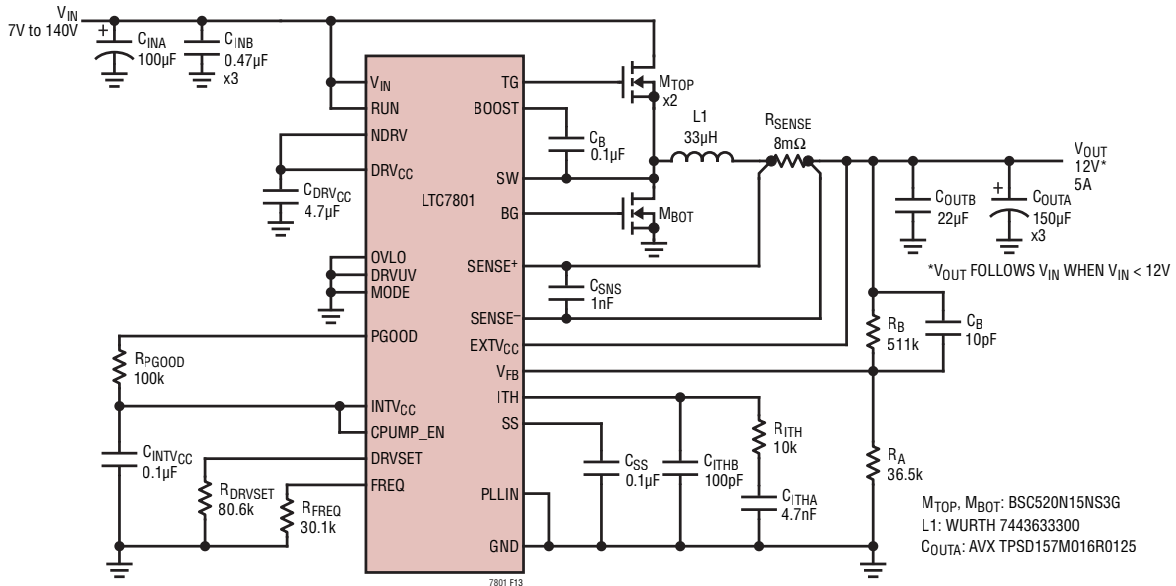 VIN
7V to 140V
CINA
100µF
CINB
0.47µF
x3
VIN
RUN
NDRV
DRVCC
CDRVCC
4.7µF
OVLO
DRVUV
MODE
PGOOD
RPGOOD
100k
INTVCC
CPUMP_EN
CINTVCC
0.1µF
DRVSET
FREQ
RDRVSET
80.6k
RFREQ
30.1k
LTC7801
TG
BOOST
SW
BG
SENSE+
SENSE–
EXTVCC
VFB
ITH
SS
PLLIN
GND
MTOP
x2
CB
0.1µF
MBOT
L1
33µH
RSENSE
8mΩ
CSNS
1nF
VOUT
12V*
5A
COUTB
22µF
COUTA
150µF
x3
*VOUT FOLLOWS VIN WHEN VIN < 12V
RB
511k
CB
10pF
RA
36.5k
RITH
10k
CITHA
4.7nF
CITHB
100pF
CSS
0.1µF
MTOP, MBOT: BSC520N15NS3G
L1: WURTH 7443633300
COUTA: AVX TPSD157M016R0125
7801 F13